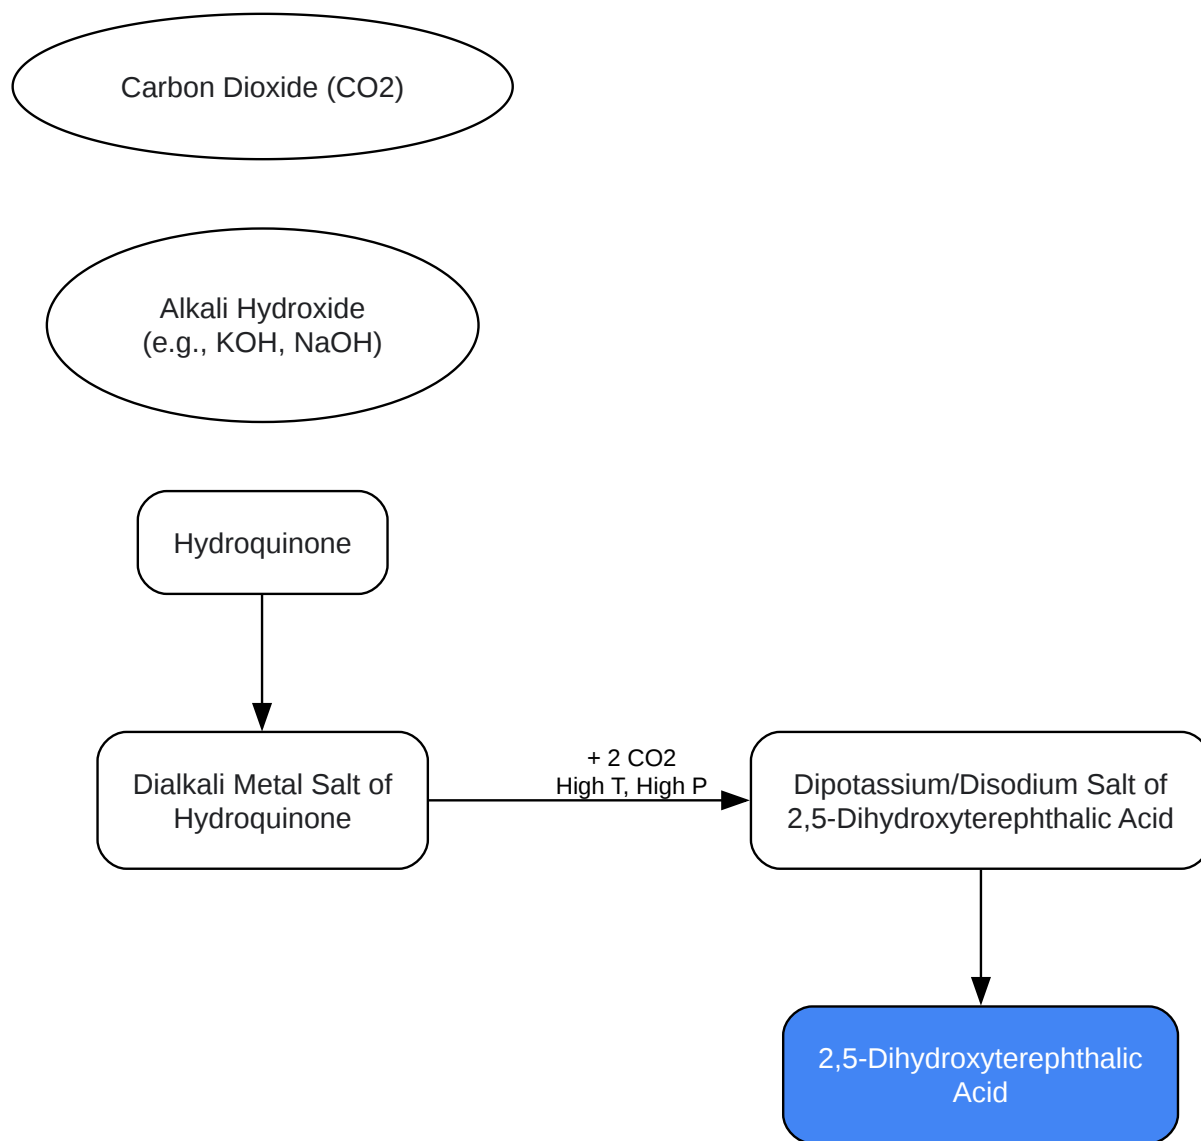 Carbon Dioxide (CO2)
Alkali Hydroxide
(e.g., KOH, NaOH)
Hydroquinone
Dialkali Metal Salt of
Hydroquinone
+ 2 CO2
High T, High P
Dipotassium/Disodium Salt of
2,5-Dihydroxyterephthalic Acid
2,5-Dihydroxyterephthalic
Acid